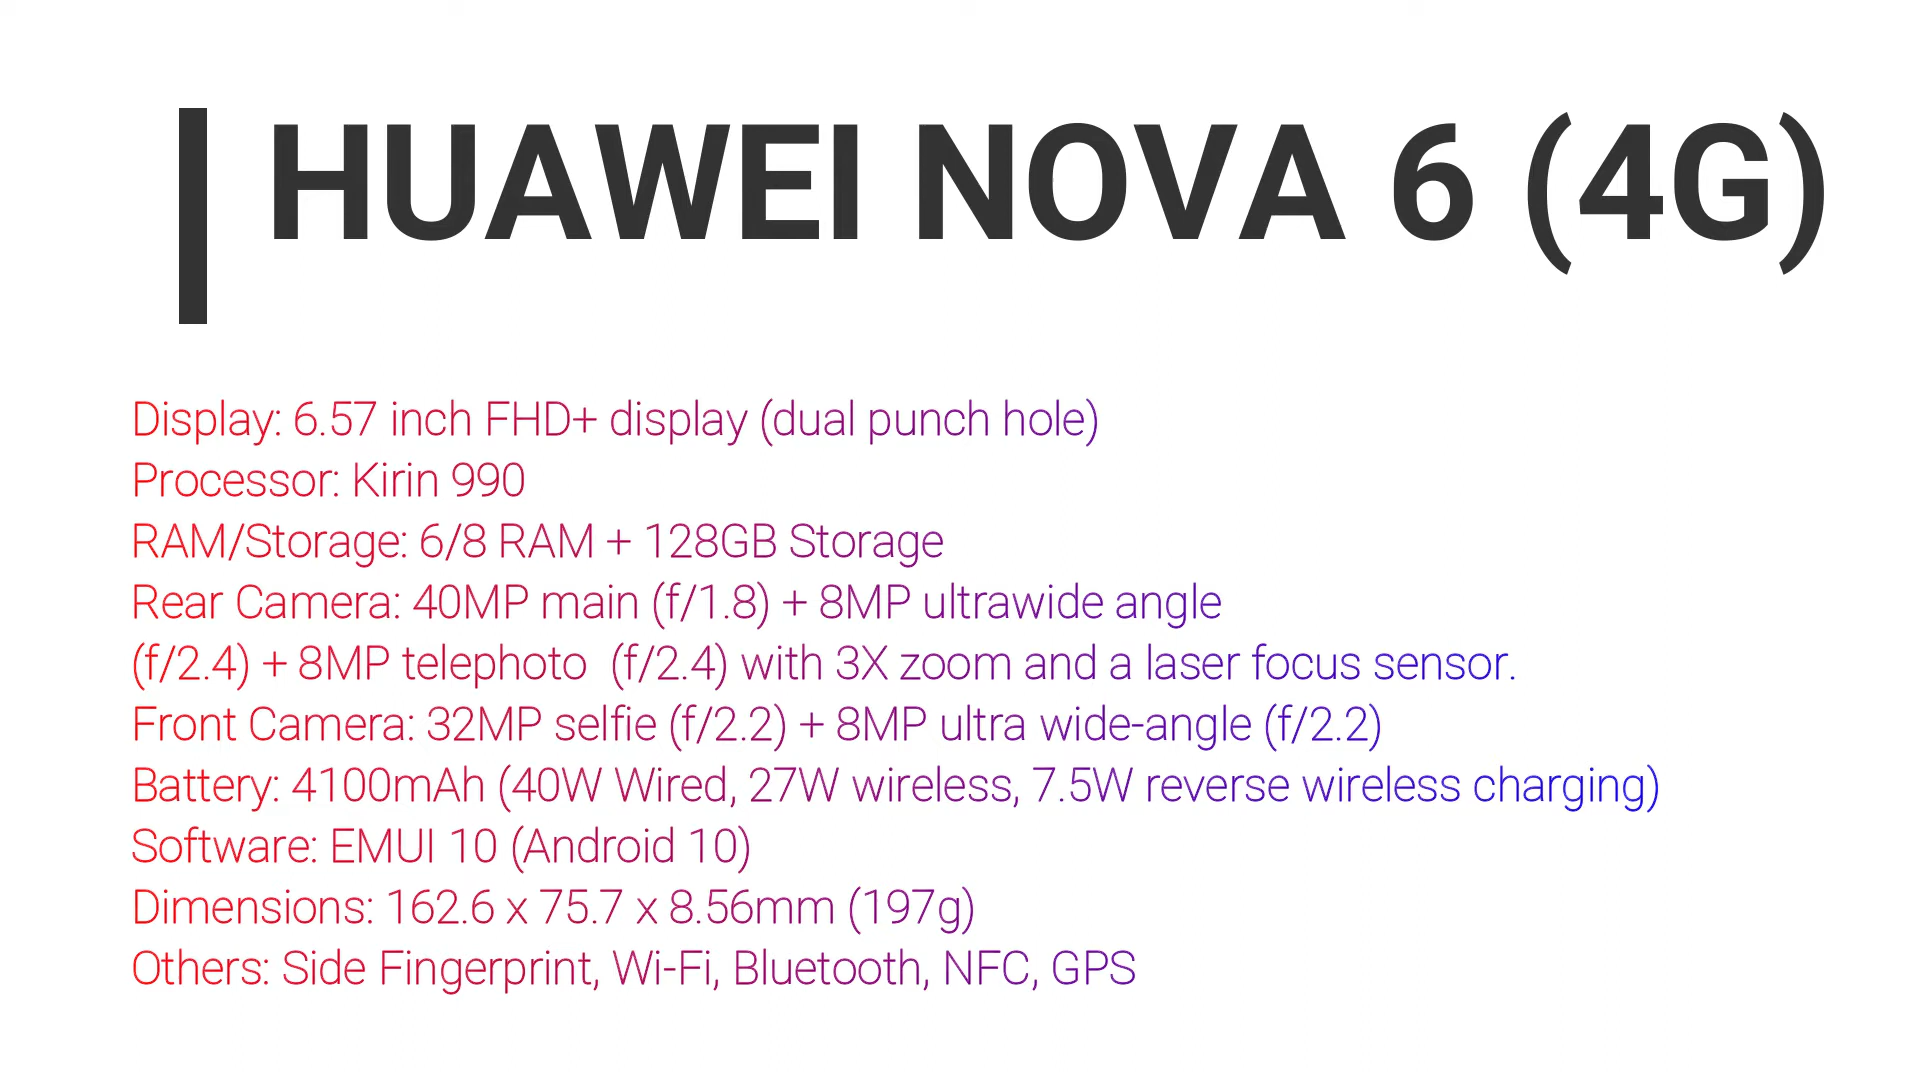 HUAWEI NOVA 6 (4G)
Display: 6.57 inch FHD+ display (dual punch hole)
Processor: Kirin 990
RAM/Storage: 6/8 RAM + 128GB Storage
Rear Camera: 40MP main (f/1.8) + 8MP ultrawide angle
(f/2.4) + 8MP telephoto  (f/2.4) with 3X zoom and a laser focus sensor.
Front Camera: 32MP selfie (f/2.2) + 8MP ultra wide-angle (f/2.2)
Battery: 4100mAh (40W Wired, 27W wireless, 7.5W reverse wireless charging)
Software: EMUI 10 (Android 10)
Dimensions: 162.6 x 75.7 x 8.56mm (197g)
Others: Side Fingerprint, Wi-Fi, Bluetooth, NFC, GPS